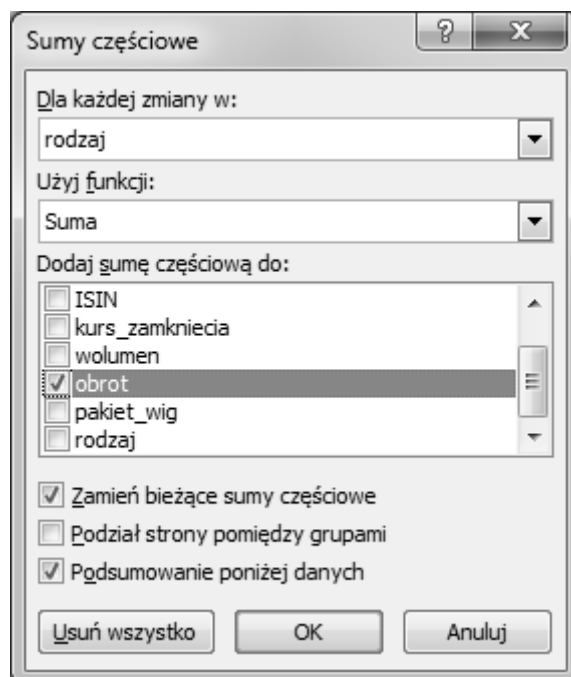 Sumy częściowe
Dla każdej zmiany w:
rodzaj
Użyj funkcji:
Suma
Dodaj sumę częściową do:
ISIN
kurs_zamkniecia
wolumen
obrot
pakiet_wig
rodzaj
Zamień bieżące sumy częściowe
Podział strony pomiędzy grupami
Podsumowanie poniżej danych
Usuń wszystko OK Anuluj